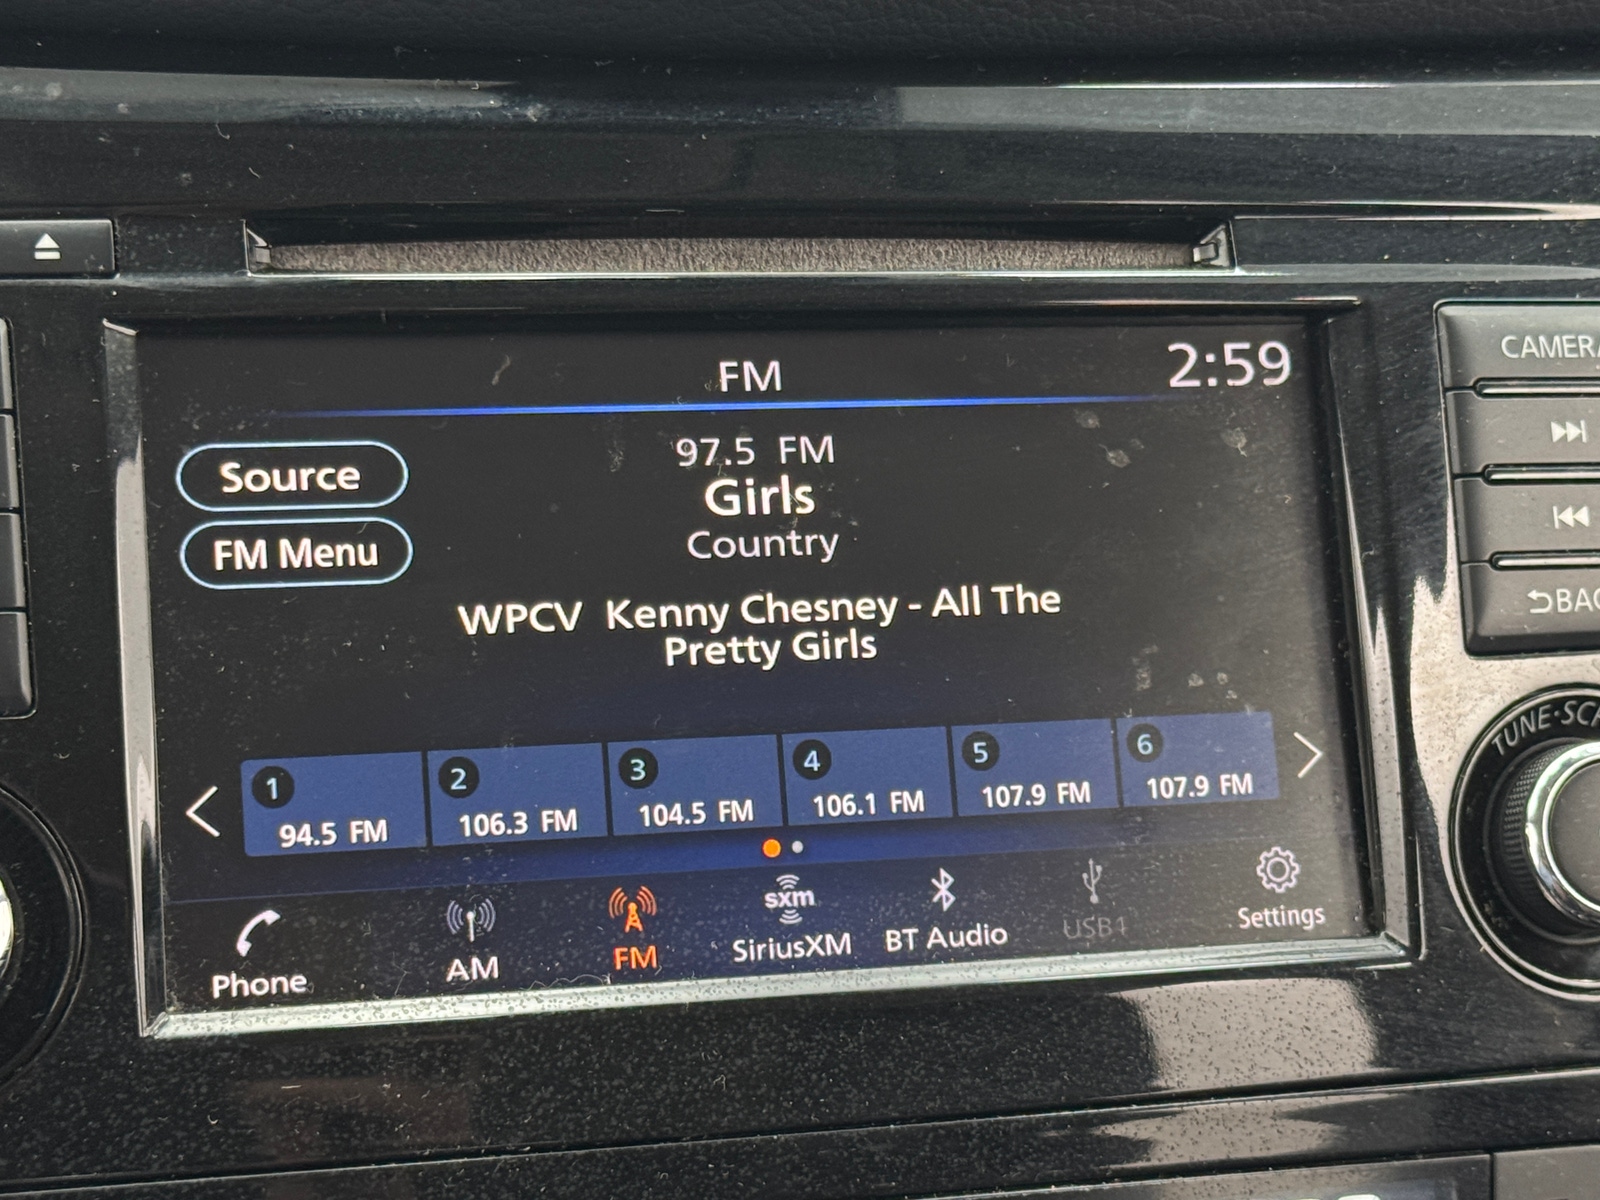 FM
2:59
Source
97.5 FM
Girls
FM Menu
Country
WPCV Kenny Chesney - All The
Pretty Girls
1
94.5 FM
2
106.3 FM
3
104.5 FM
4
106.1 FM
5
107.9 FM
6
107.9 FM
Phone
AM
FM
sxm
SiriusXM
BT Audio
USB1
Settings
CAMERA
BAC
TUNE·SCR